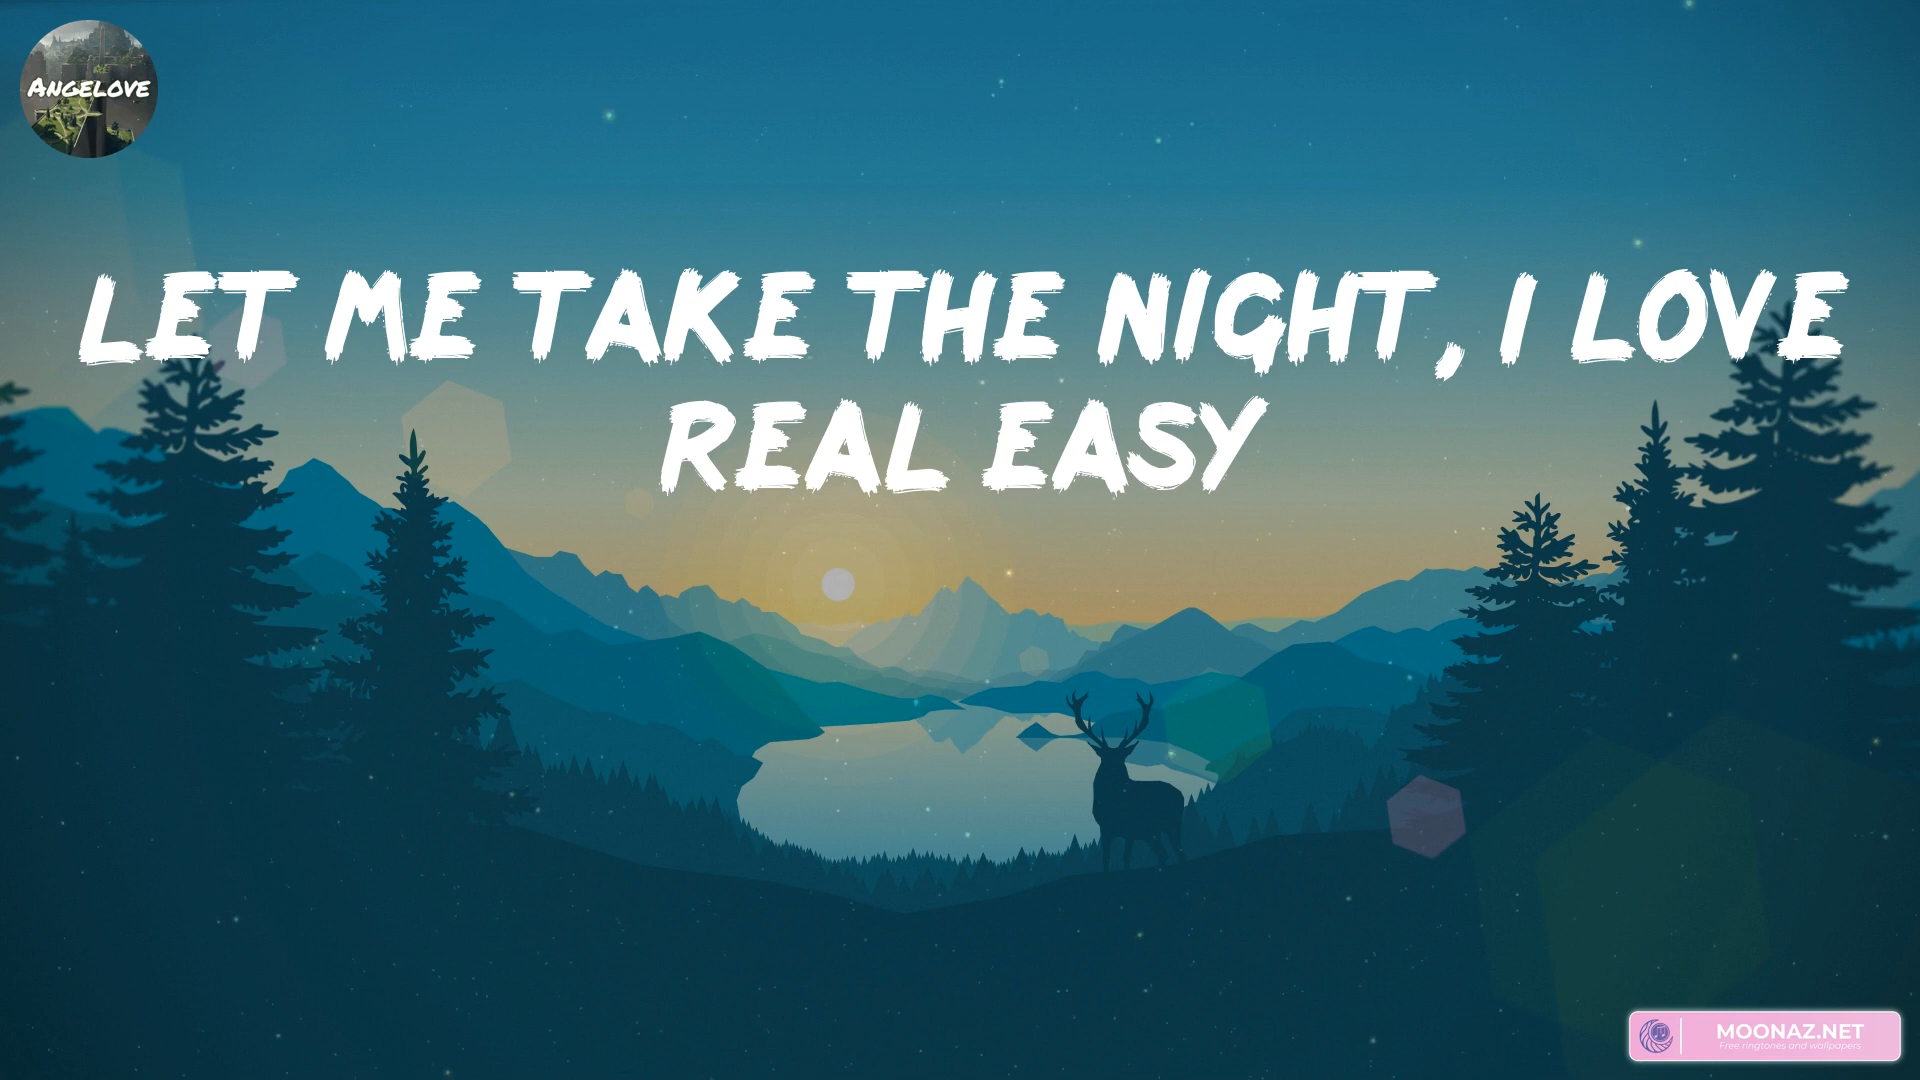 Angelove
LET ME TAKE THE NIGHT, I LOVE
REAL EASY
MOONAZ.NET
Free ringtones and wallpapers